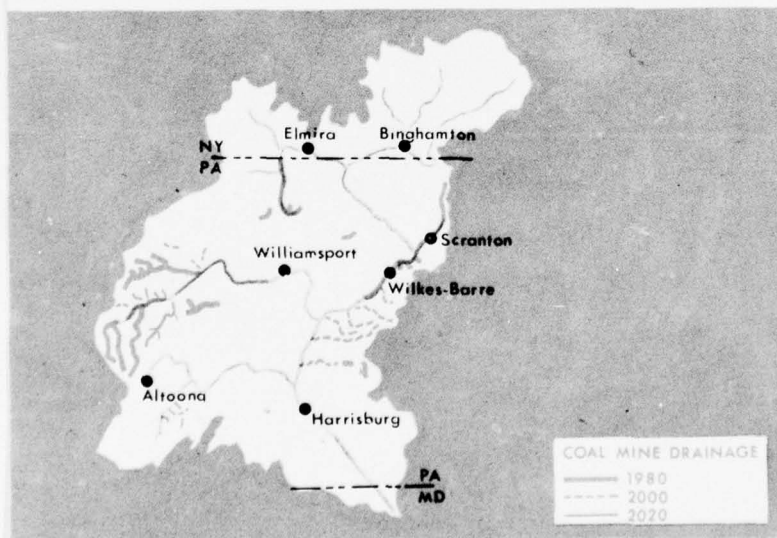 Elmira
Binghamton
NY
PA
Scranton
Williamsport
Wilkes-Barre
Altoona
Harrisburg
COAL MINE DRAINAGE
1980
2000
2020
PA
MD